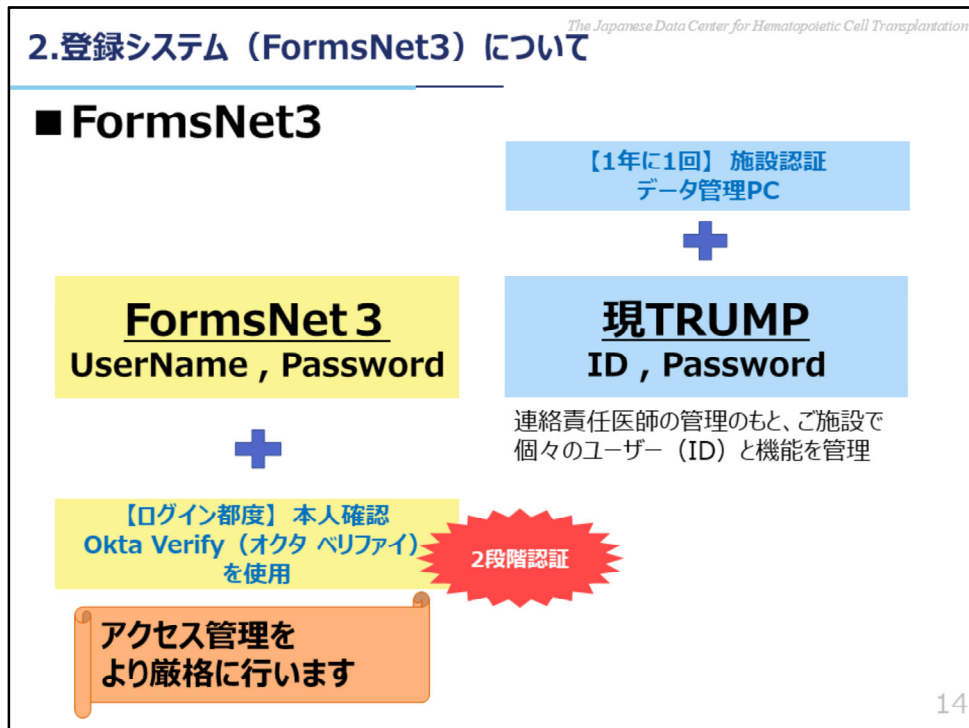 The Japanese Data Center for Hematopoietic Cell Transplantation
2.登録システム（FormsNet3）について
■FormsNet3
【1年に1回】 施設認証
データ管理PC
FormsNet３
UserName , Password
現TRUMP
ID , Password
連絡責任医師の管理のもと、ご施設で
個々のユーザー（ID）と機能を管理
【ログイン都度】 本人確認
Okta Verify（オクタ ベリファイ）
を使用
2段階認証
アクセス管理を
より厳格に行います
14